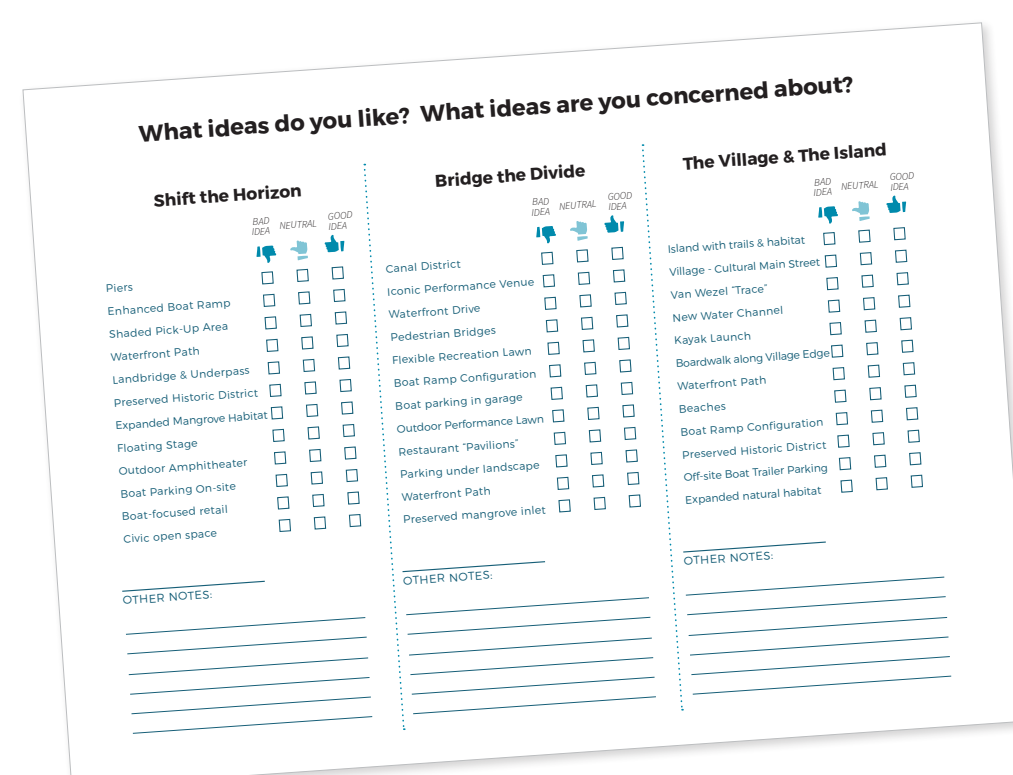 What ideas do you like? What ideas are you concerned about?
Shift the Horizon
BAD IDEA
NEUTRAL
GOOD IDEA
Piers
Enhanced Boat Ramp
Shaded Pick-Up Area
Waterfront Path
Landbridge & Underpass
Preserved Historic District
Expanded Mangrove Habitat
Floating Stage
Outdoor Amphitheater
Boat Parking On-site
Boat-focused retail
Civic open space
OTHER NOTES:
Bridge the Divide
BAD IDEA
NEUTRAL
GOOD IDEA
Canal District
Iconic Performance Venue
Waterfront Drive
Pedestrian Bridges
Flexible Recreation Lawn
Boat Ramp Configuration
Boat parking in garage
Outdoor Performance Lawn
Restaurant “Pavilions”
Parking under landscape
Waterfront Path
Preserved mangrove inlet
OTHER NOTES:
The Village & The Island
BAD IDEA
NEUTRAL
GOOD IDEA
Island with trails & habitat
Village - Cultural Main Street
Van Wezel “Trace”
New Water Channel
Kayak Launch
Boardwalk along Village Edge
Waterfront Path
Beaches
Boat Ramp Configuration
Preserved Historic District
Off-site Boat Trailer Parking
Expanded natural habitat
OTHER NOTES: